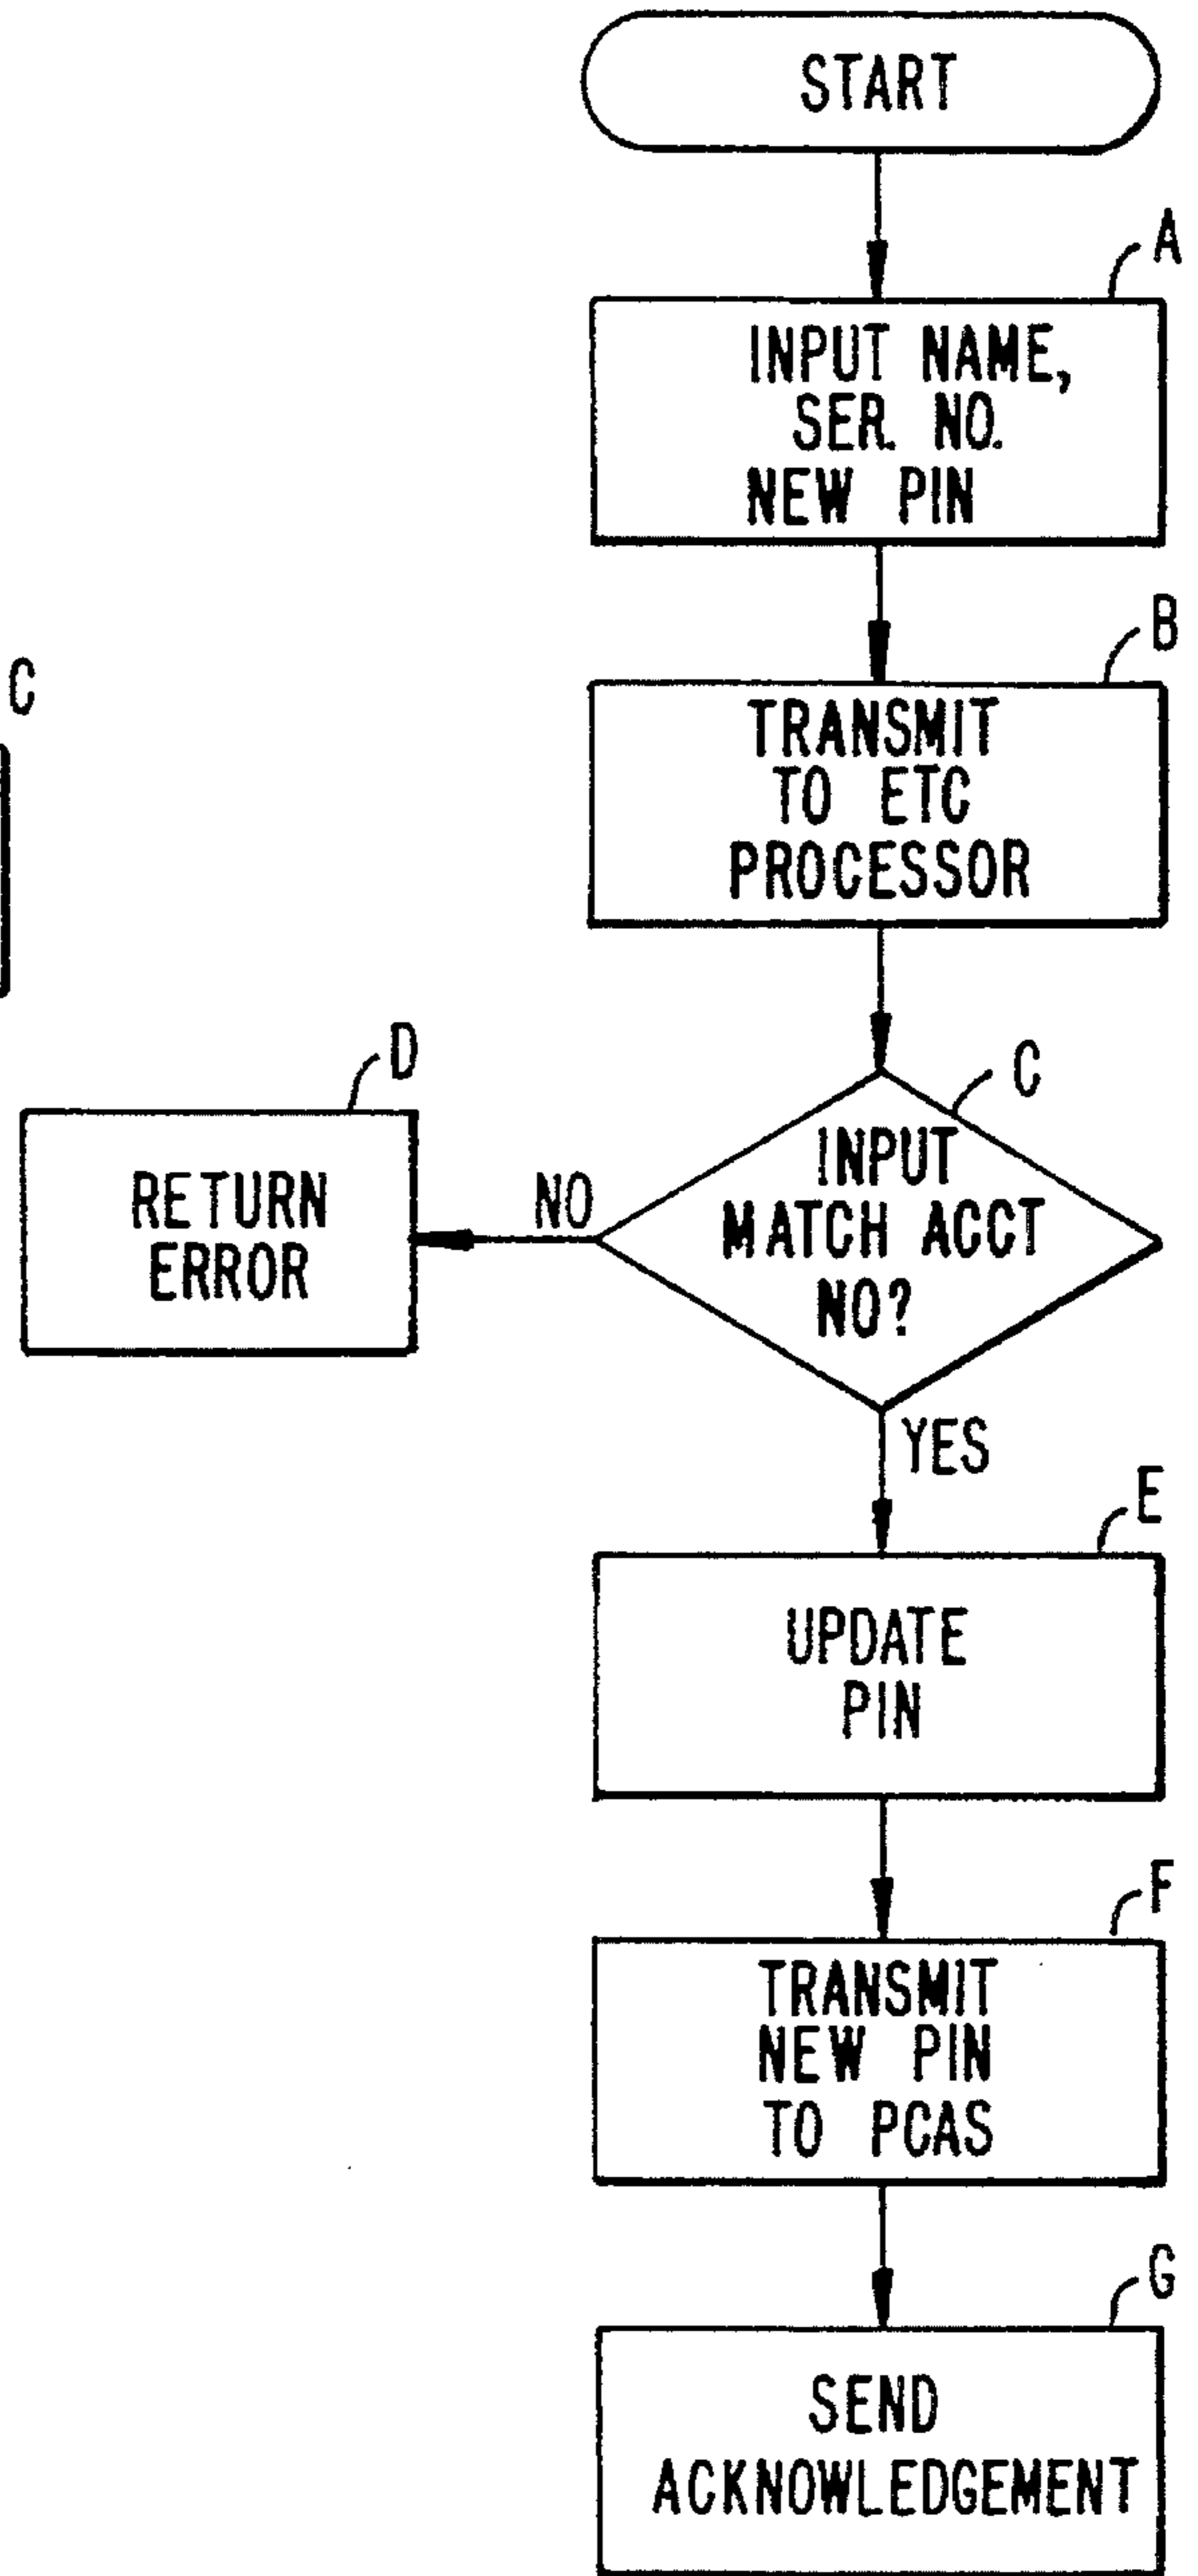 START
A
INPUT NAME,
SER. NO.
NEW PIN
B
TRANSMIT
TO ETC
PROCESSOR
C
D
RETURN
ERROR
NO
C
INPUT
MATCH ACCT
NO?
YES
E
UPDATE
PIN
F
TRANSMIT
NEW PIN
TO PCAS
G
SEND
ACKNOWLEDGEMENT